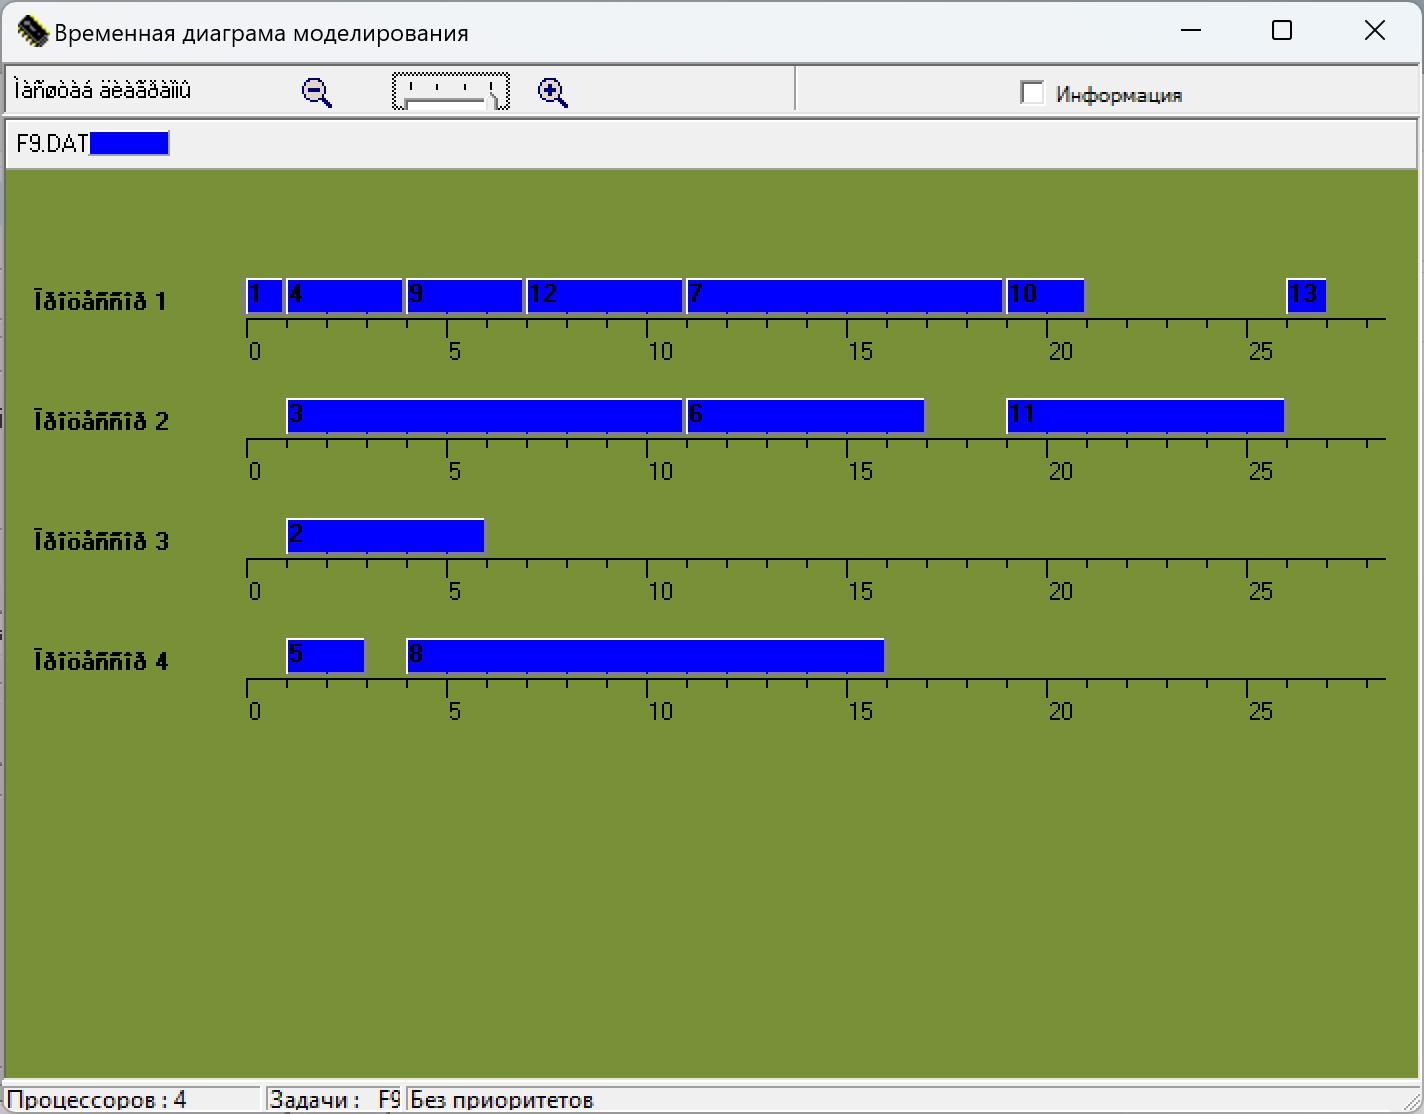 Временная диаграма моделирования
Ìàñøòàá äèàãðàììû
Информация
F9.DAT
Ïðîöåññîð 1
1 4 9 12 7 10 13
0 5 10 15 20 25
Ïðîöåññîð 2
3 6 11
0 5 10 15 20 25
Ïðîöåññîð 3
2
0 5 10 15 20 25
Ïðîöåññîð 4
5 8
0 5 10 15 20 25
Процессоров : 4 Задачи : F9 Без приоритетов